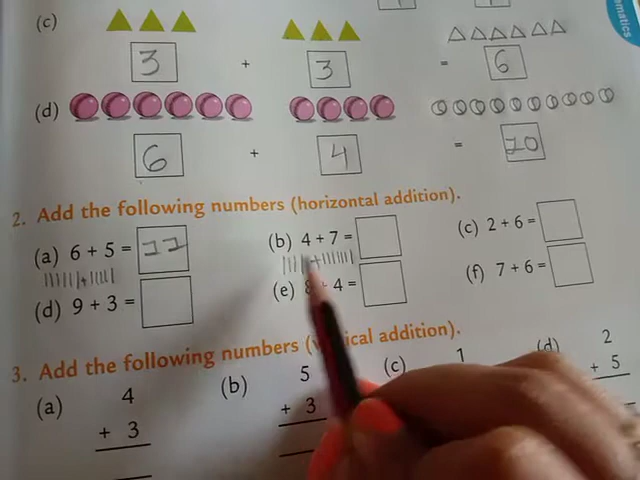 ematics
(c)
3 + 3 = 6
(d)
6 + 4 = 10
2. Add the following numbers (horizontal addition).
(a) 6 + 5 = 11 (b) 4 + 7 = (c) 2 + 6 =
(d) 9 + 3 = (e) + 4 = (f) 7 + 6 =
3. Add the following numbers ( ical addition).
(a) 4 (b) 5 (c) 1 (d) 2
+ 3 + 3 + 5